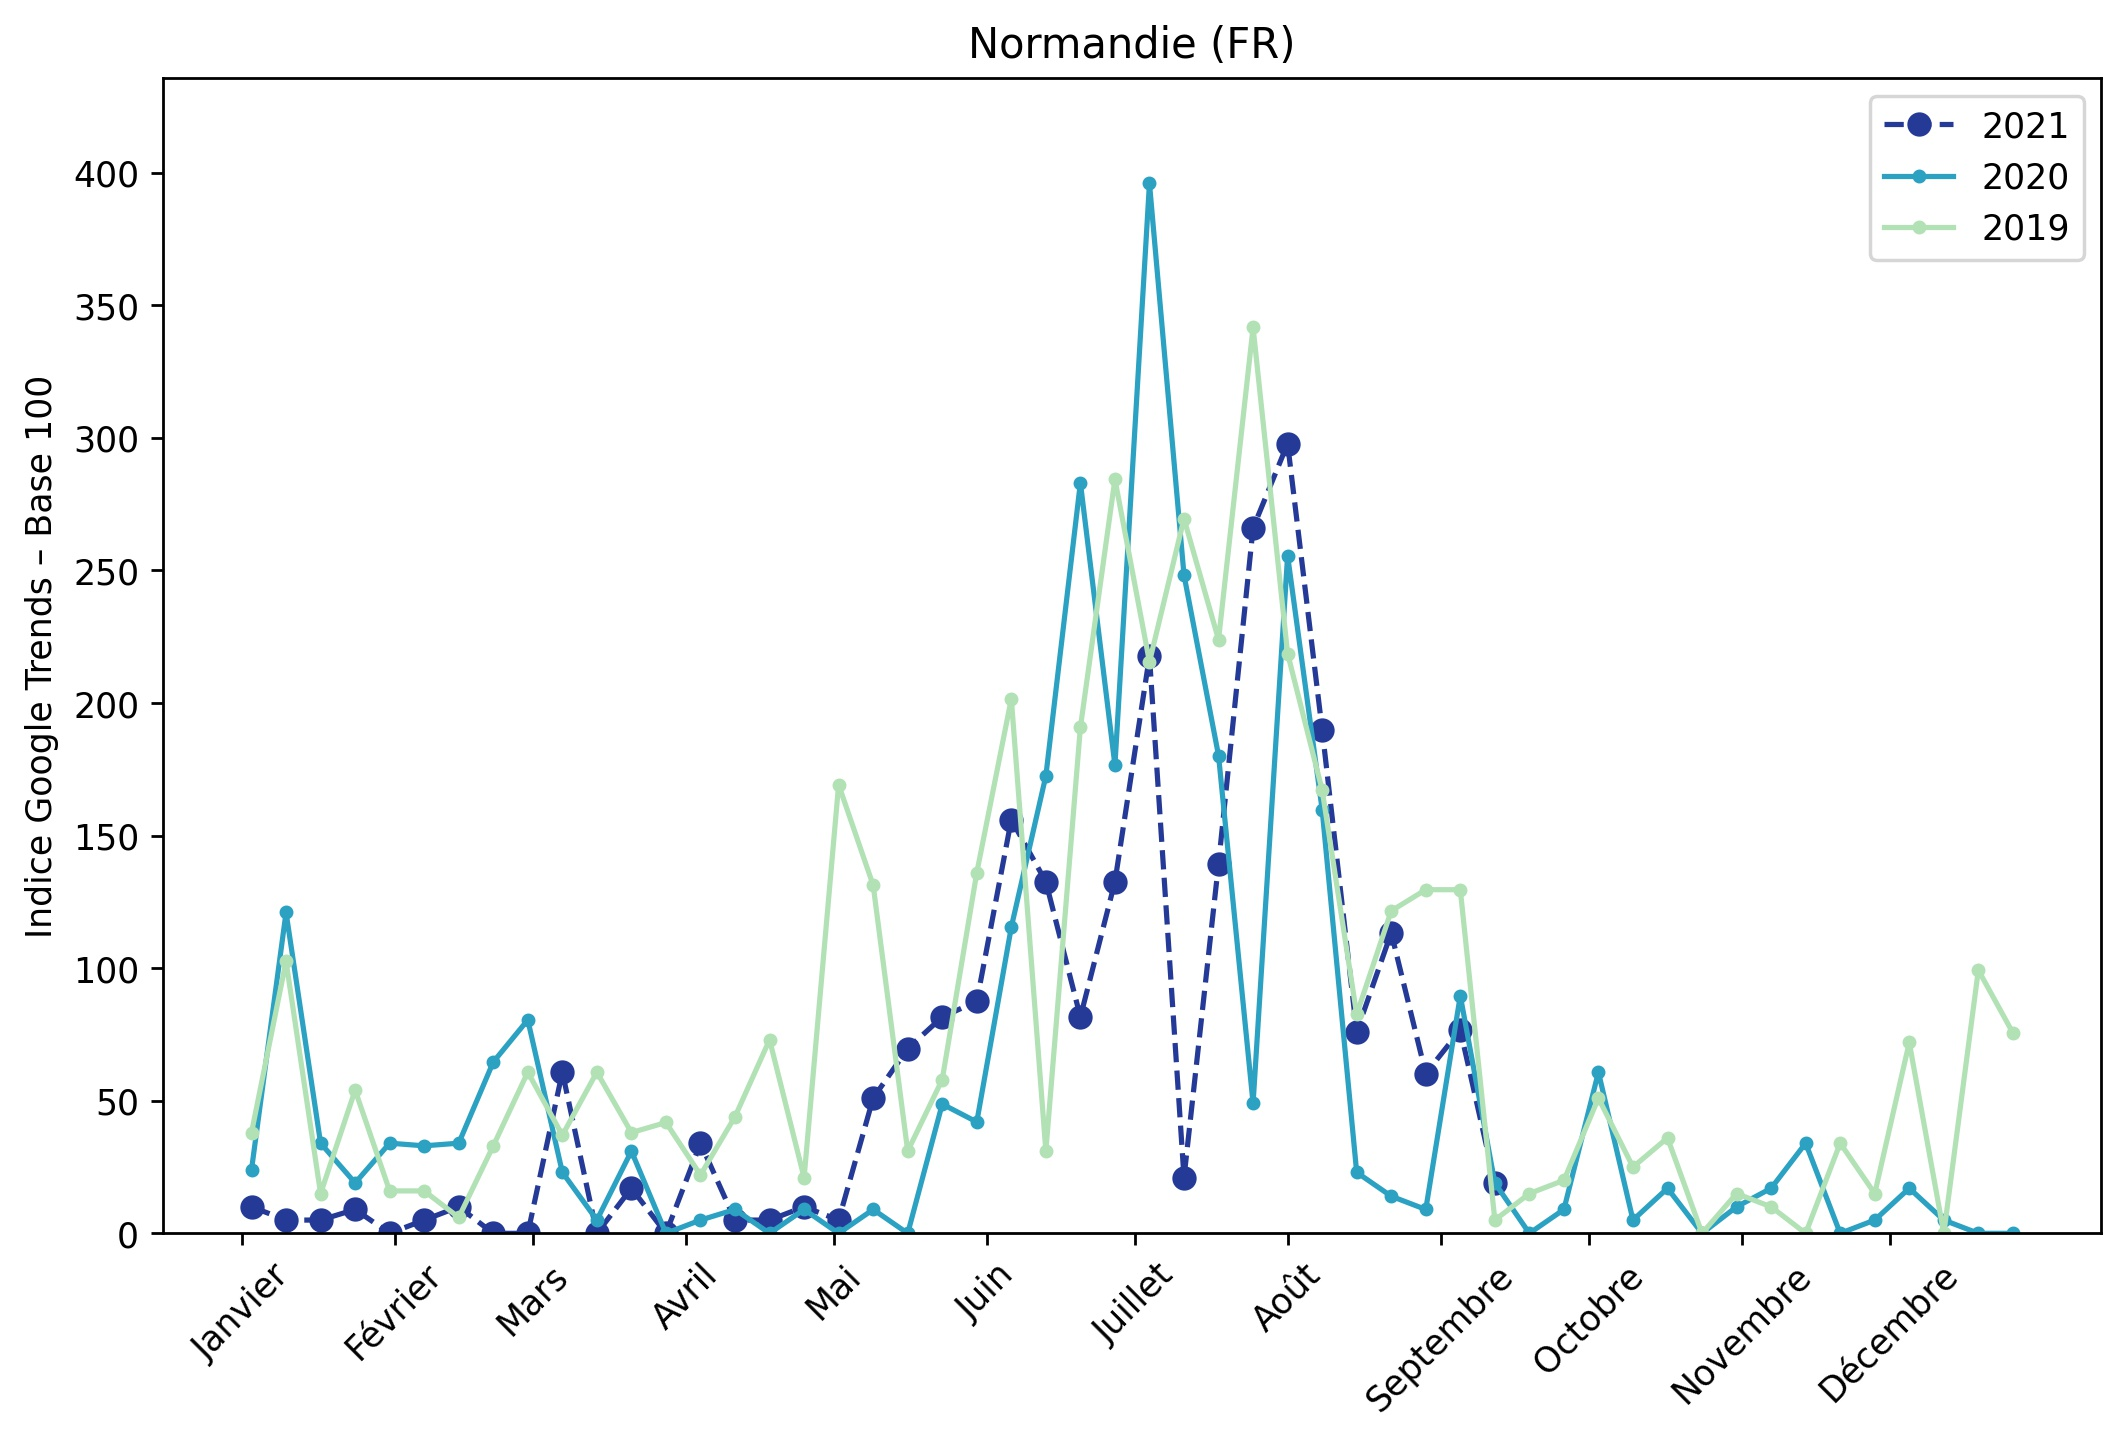 Normandie (FR)
Indice Google Trends – Base 100
400
350
300
250
200
150
100
50
0
2021
2020
2019
Janvier
Février
Mars
Avril
Mai
Juin
Juillet
Août
Septembre
Octobre
Novembre
Décembre